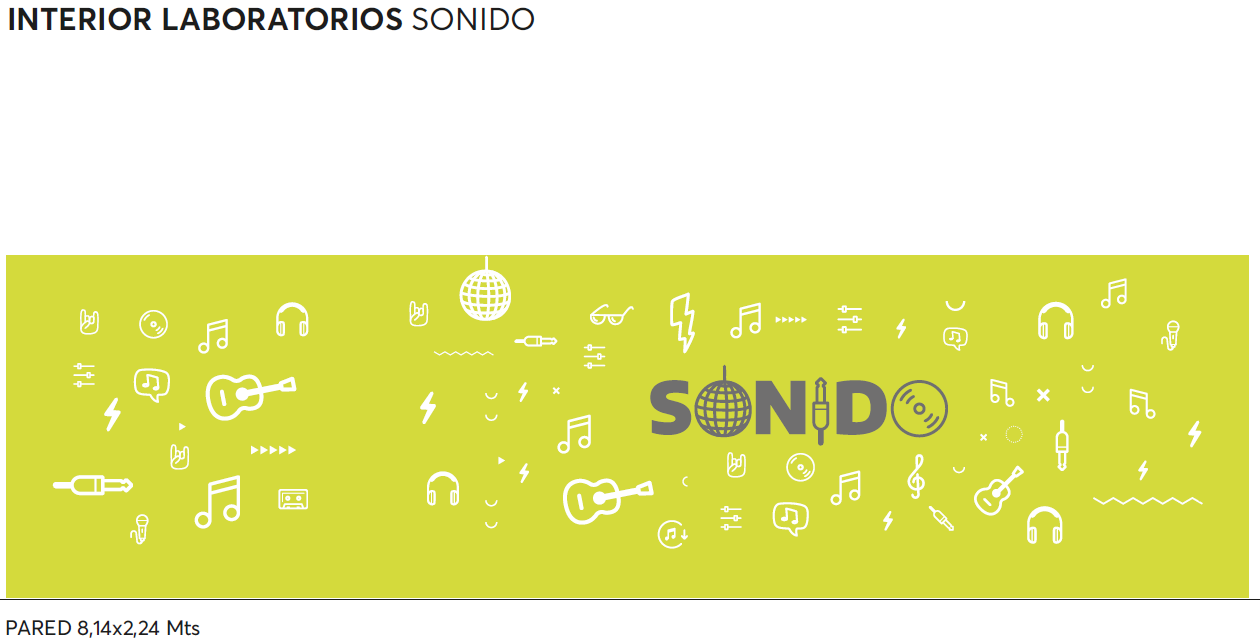 INTERIOR LABORATORIOS SONIDO
SONIDO
PARED 8,14x2,24 Mts